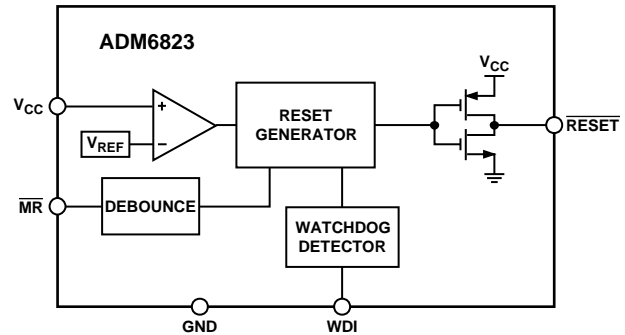 ADM6823
VCC
VCC
+
RESET
GENERATOR
RESET
VREF
−
MR
DEBOUNCE
WATCHDOG
DETECTOR
GND
WDI